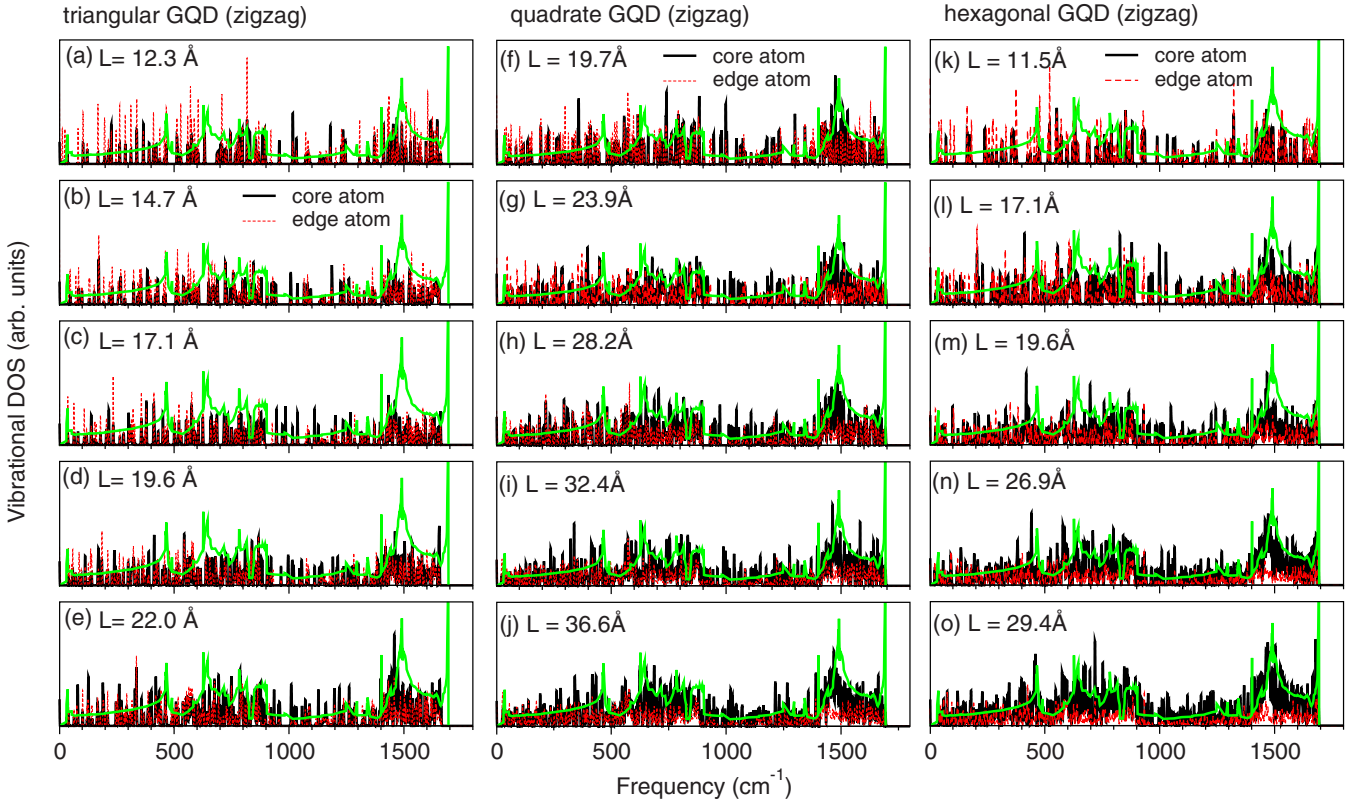 triangular GQD (zigzag)
quadrate GQD (zigzag)
hexagonal GQD (zigzag)
(a) L= 12.3 Å
(f) L = 19.7Å
core atom
edge atom
(k) L = 11.5Å
core atom
edge atom
(b) L= 14.7 Å
core atom
edge atom
(g) L = 23.9Å
(l) L = 17.1Å
(c) L= 17.1 Å
(h) L = 28.2Å
(m) L = 19.6Å
(d) L= 19.6 Å
(i) L = 32.4Å
(n) L = 26.9Å
(e) L= 22.0 Å
(j) L = 36.6Å
(o) L = 29.4Å
Vibrational DOS (arb. units)
0 500 1000 1500 0 500 1000 1500 0 500 1000 1500
Frequency (cm⁻¹)